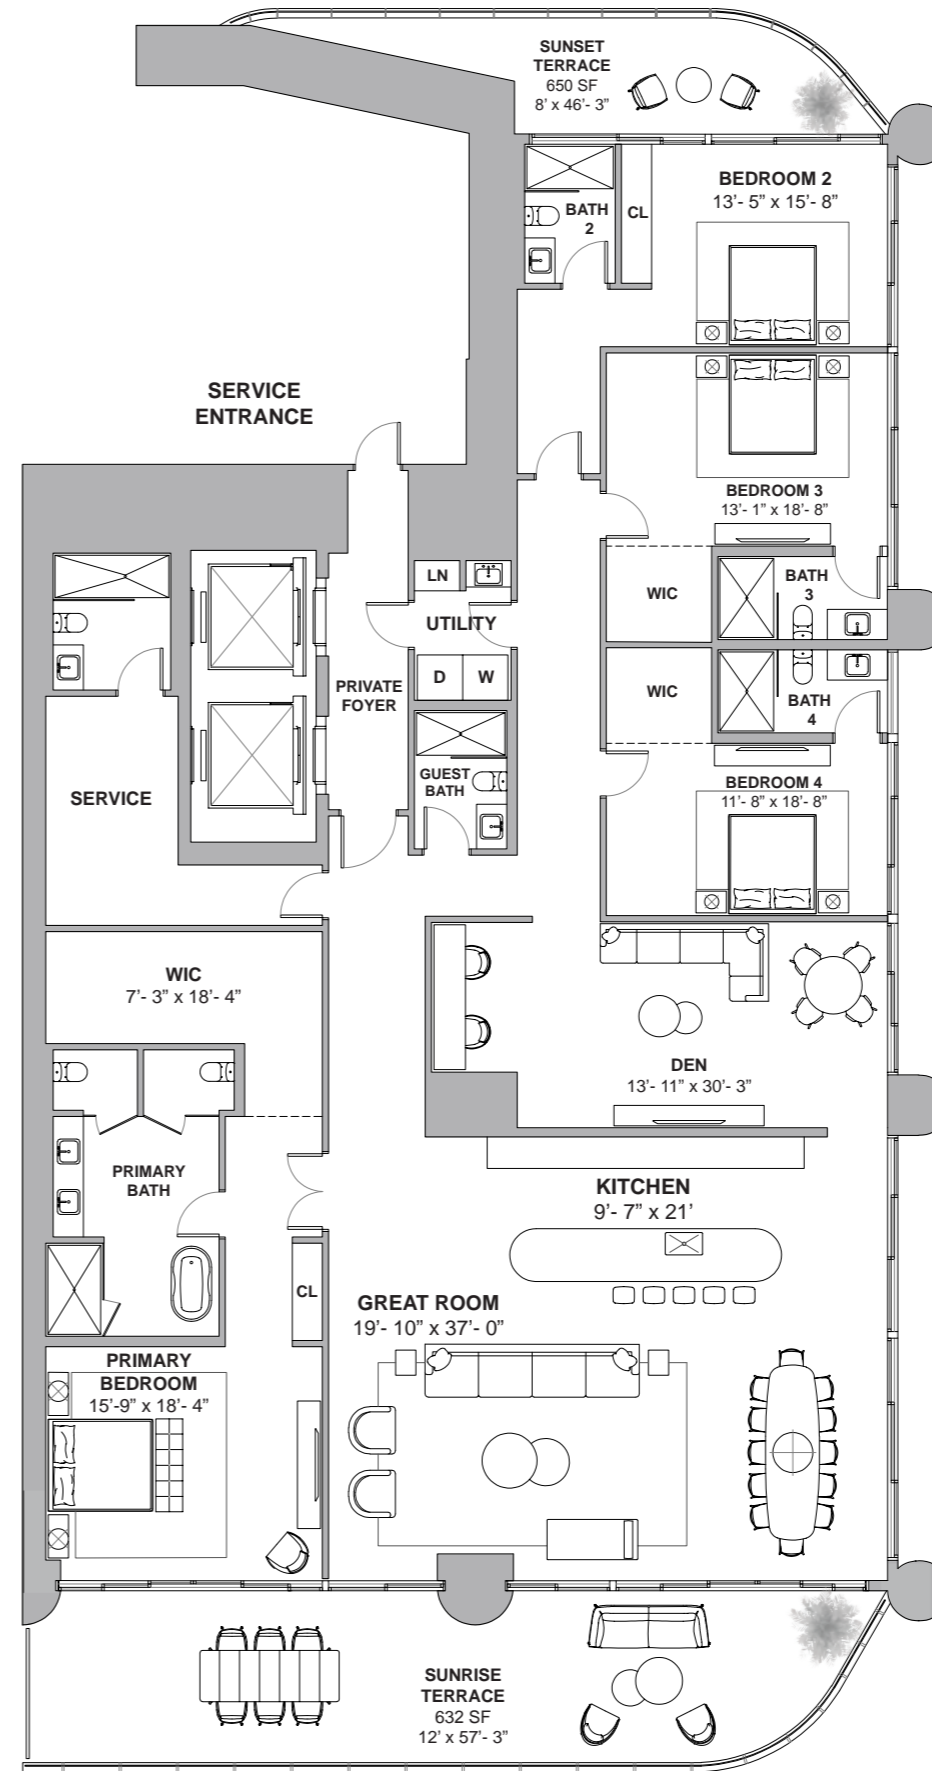 SUNSET
TERRACE
650 SF
8’ x 46’- 3”
BATH
2
CL
BEDROOM 2
13’- 5” x 15’- 8”
SERVICE
ENTRANCE
BEDROOM 3
13’- 1” x 18’- 8”
LN
UTILITY
D
W
WIC
BATH
3
WIC
BATH
4
PRIVATE
FOYER
GUEST
BATH
SERVICE
BEDROOM 4
11’- 8” x 18’- 8”
WIC
7’- 3” x 18’- 4”
DEN
13’- 11” x 30’- 3”
PRIMARY
BATH
KITCHEN
9’- 7” x 21’
CL
GREAT ROOM
19’- 10” x 37’- 0”
PRIMARY
BEDROOM
15’-9” x 18’- 4”
SUNRISE
TERRACE
632 SF
12’ x 57’- 3”